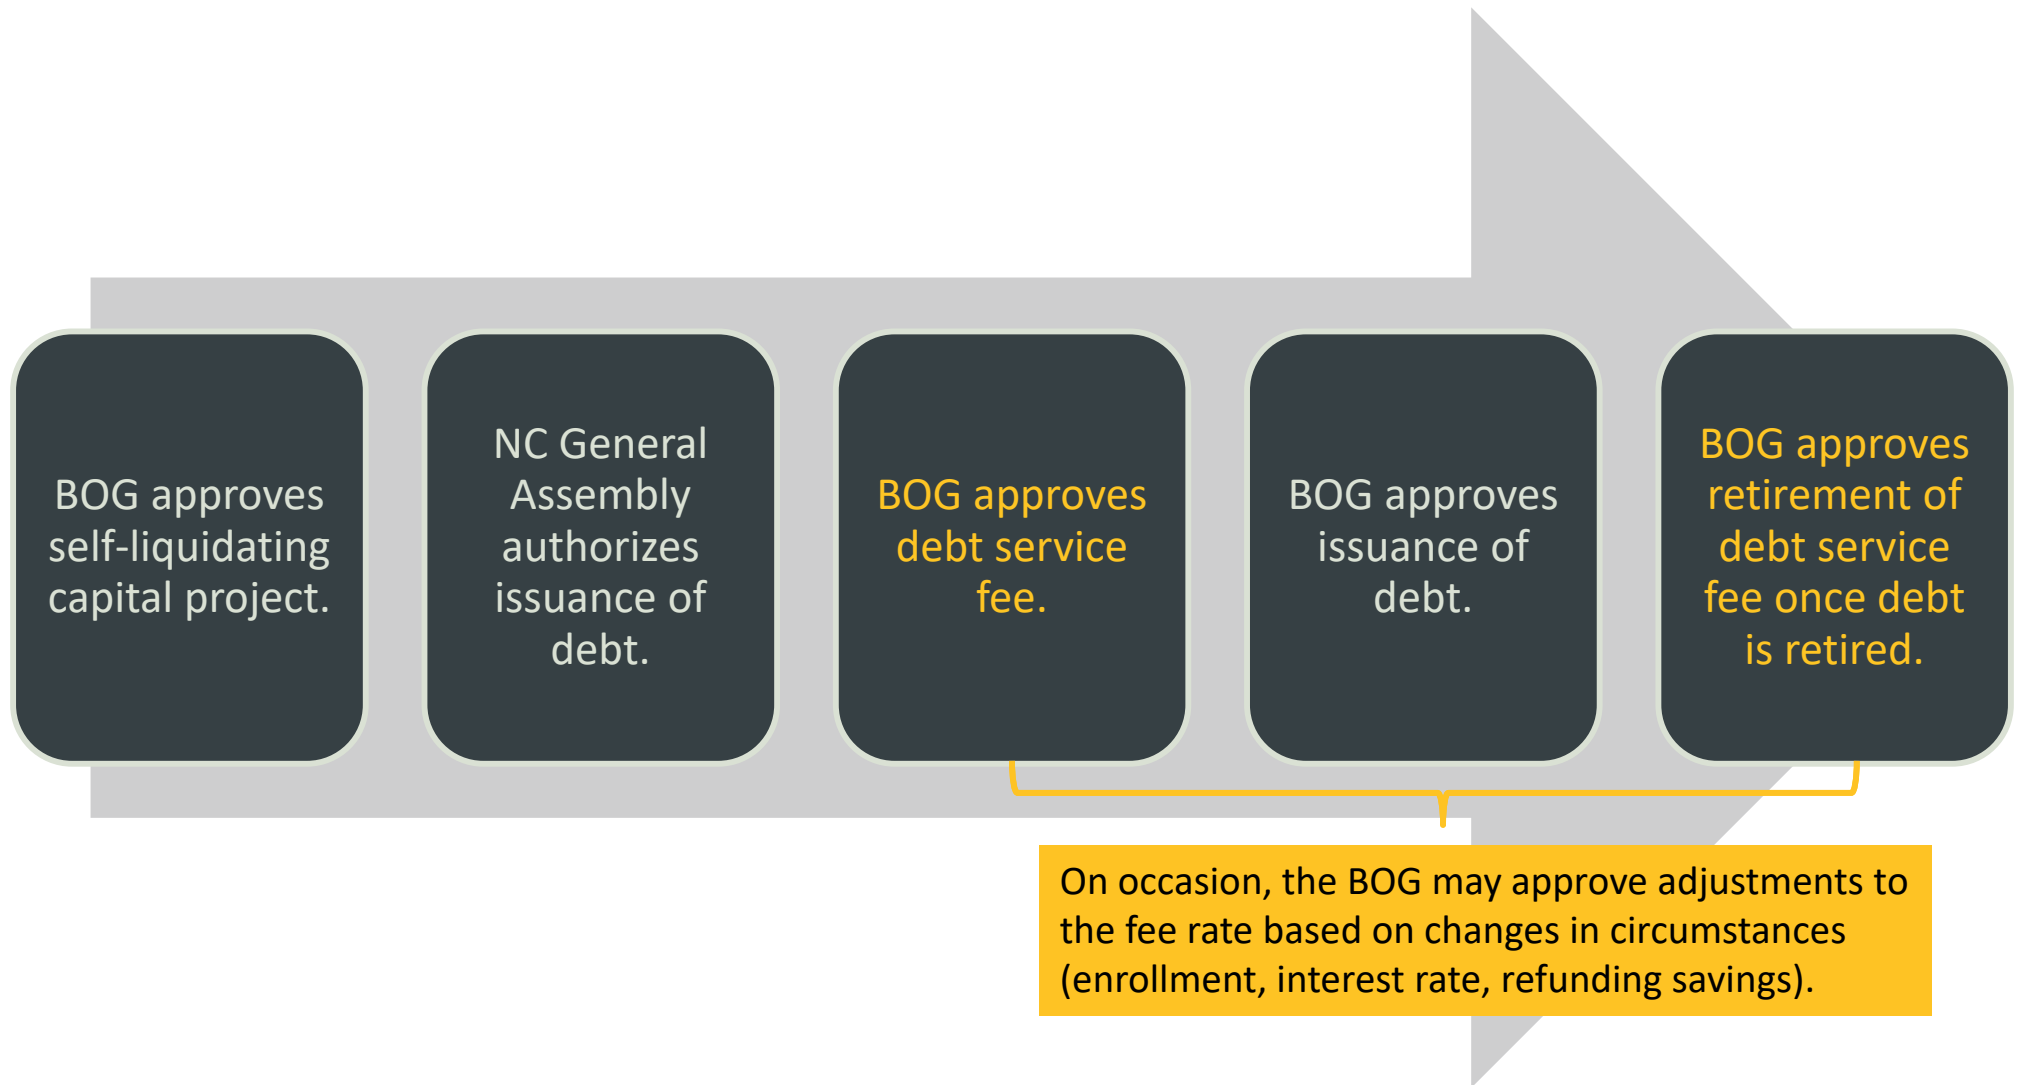 BOG approves
self-liquidating
capital project.
NC General
Assembly
authorizes
issuance of
debt.
BOG approves
debt service
fee.
BOG approves
issuance of
debt.
BOG approves
retirement of
debt service
fee once debt
is retired.
On occasion, the BOG may approve adjustments to
the fee rate based on changes in circumstances
(enrollment, interest rate, refunding savings).